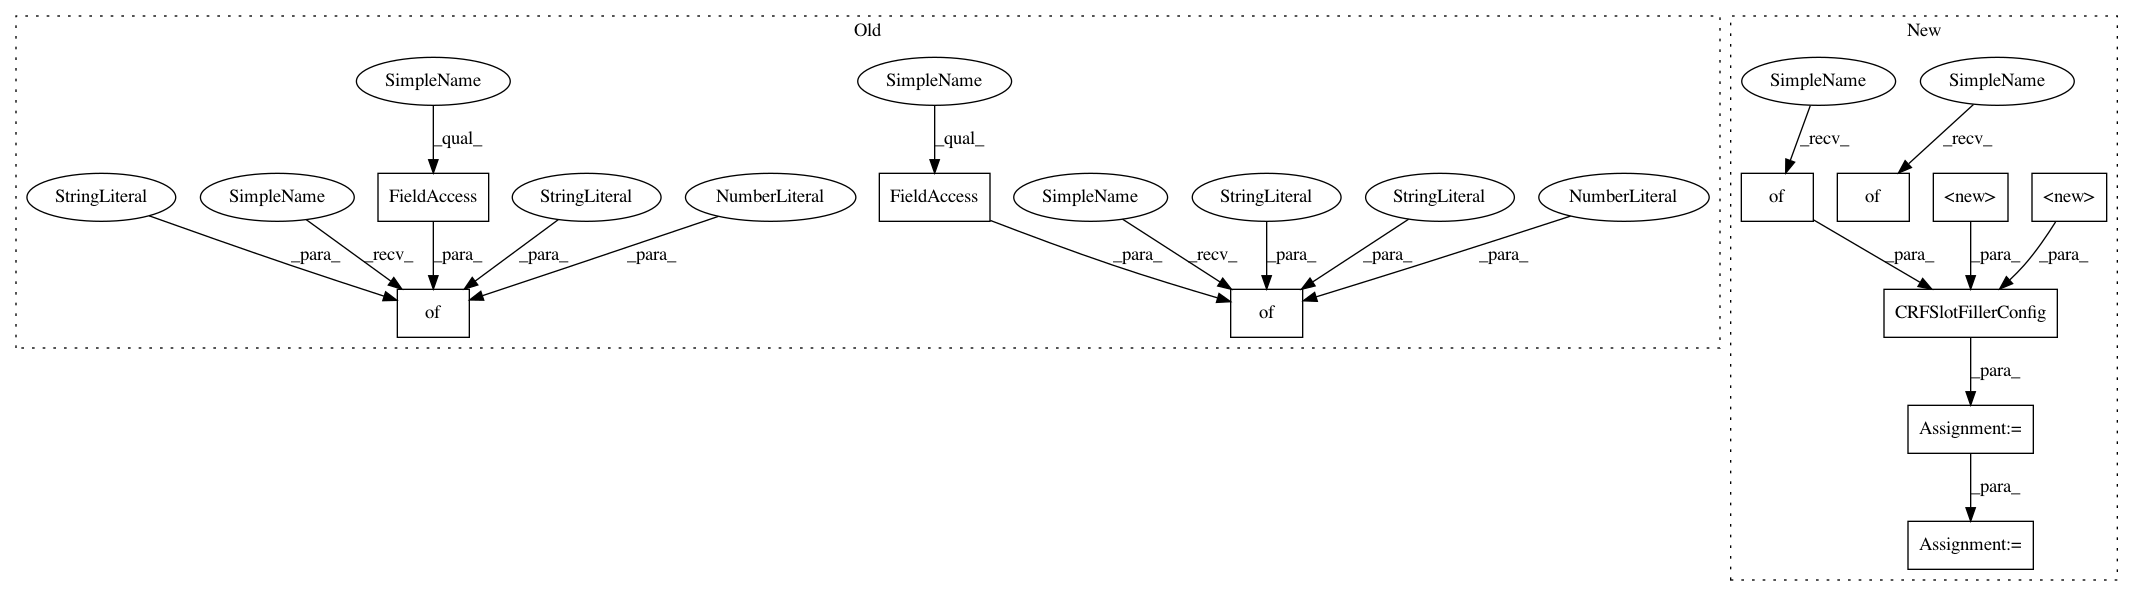 Old
New
SimpleName
SimpleName
SimpleName
SimpleName
_qual_
_qual_
_recv_
_recv_
StringLiteral
SimpleName
FieldAccess
StringLiteral
NumberLiteral
FieldAccess
SimpleName
StringLiteral
StringLiteral
NumberLiteral
of
of
<new>
<new>
_para_
_recv_
_para_
_para_
_para_
_para_
_recv_
_para_
_para_
_para_
_para_
_para_
_para_
of
of
CRFSlotFillerConfig
_para_
Assignment:=
_para_
Assignment:=